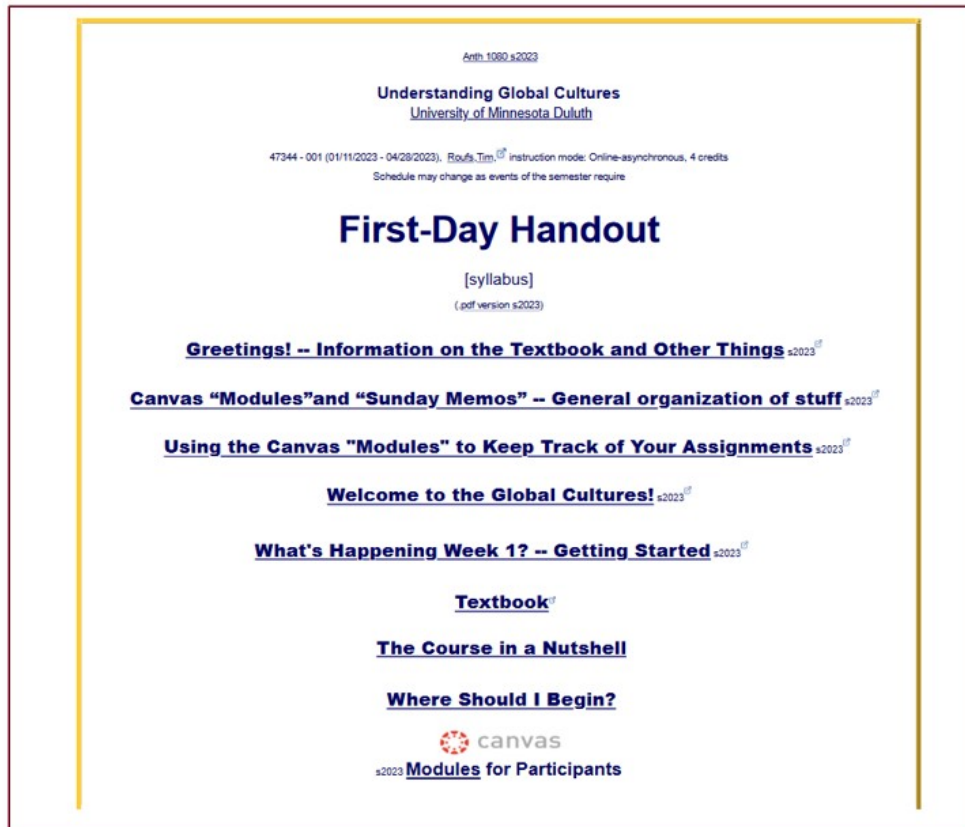 Anth 1080 s2023
Understanding Global Cultures
University of Minnesota Duluth
47344 - 001 (01/11/2023 - 04/28/2023), Roufs,Tim, instruction mode: Online-asynchronous, 4 credits
Schedule may change as events of the semester require
First-Day Handout
[syllabus]
(.pdf version s2023)
Greetings! -- Information on the Textbook and Other Things s2023
Canvas “Modules”and “Sunday Memos” -- General organization of stuff s2023
Using the Canvas "Modules" to Keep Track of Your Assignments s2023
Welcome to the Global Cultures! s2023
What's Happening Week 1? -- Getting Started s2023
Textbook
The Course in a Nutshell
Where Should I Begin?
canvas
s2023 Modules for Participants